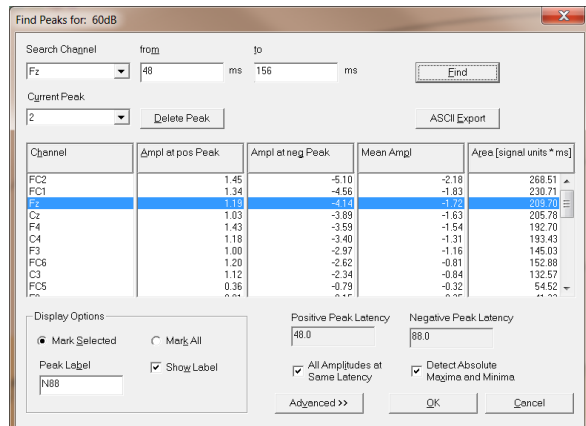 Find Peaks for: 60dB
Search Channel from to
Fz 48 ms 156 ms Find
Current Peak
2 Delete Peak ASCII Export
Channel Ampl at pos Peak Ampl at neg Peak Mean Ampl Area [signal units * ms]
FC2 1.45 -5.10 -2.18 268.51
FC1 1.34 -4.56 -1.83 230.71
Fz 1.19 -4.14 -1.72 209.70
Cz 1.03 -3.89 -1.63 205.78
F4 1.43 -3.59 -1.54 192.70
C4 1.18 -3.40 -1.31 193.43
F3 1.00 -2.97 -1.16 145.03
FC6 1.20 -2.62 -0.81 152.88
C3 1.12 -2.34 -0.84 132.57
FC5 0.36 -0.79 -0.32 54.52
Display Options Positive Peak Latency Negative Peak Latency
Mark Selected Mark All 48.0 88.0
Peak Label Show Label All Amplitudes at Same Latency Detect Absolute Maxima and Minima
N88
Advanced >> OK Cancel